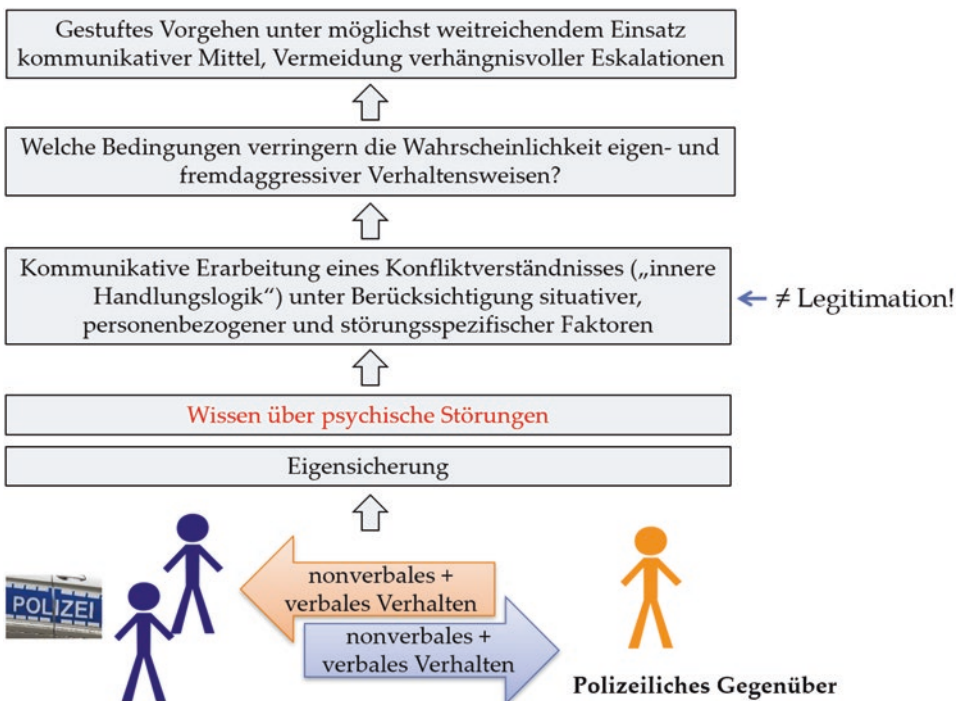 Gestuftes Vorgehen unter möglichst weitreichendem Einsatz
kommunikativer Mittel, Vermeidung verhängnisvoller Eskalationen
Welche Bedingungen verringern die Wahrscheinlichkeit eigen- und
fremdaggressiver Verhaltensweisen?
Kommunikative Erarbeitung eines Konfliktverständnisses („innere
Handlungslogik“) unter Berücksichtigung situativer,
personenbezogener und störungsspezifischer Faktoren
≠ Legitimation!
Wissen über psychische Störungen
Eigensicherung
POLIZEI
nonverbales +
verbales Verhalten
nonverbales +
verbales Verhalten
Polizeiliches Gegenüber